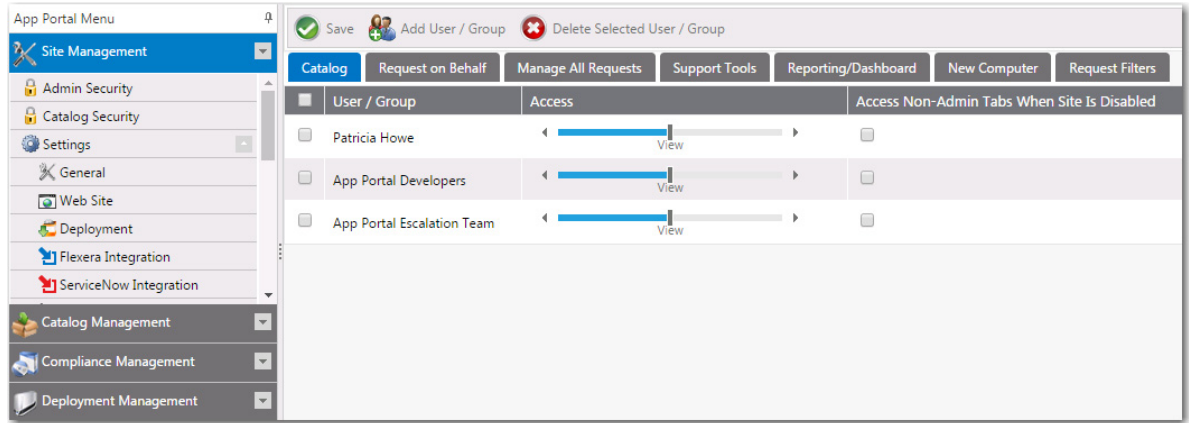 App Portal Menu
Site Management
Admin Security
Catalog Security
Settings
General
Web Site
Deployment
Flexera Integration
ServiceNow Integration
Catalog Management
Compliance Management
Deployment Management
Save Add User / Group Delete Selected User / Group
Catalog Request on Behalf Manage All Requests Support Tools Reporting/Dashboard New Computer Request Filters
User / Group Access Access Non-Admin Tabs When Site Is Disabled
Patricia Howe
View
App Portal Developers
View
App Portal Escalation Team
View